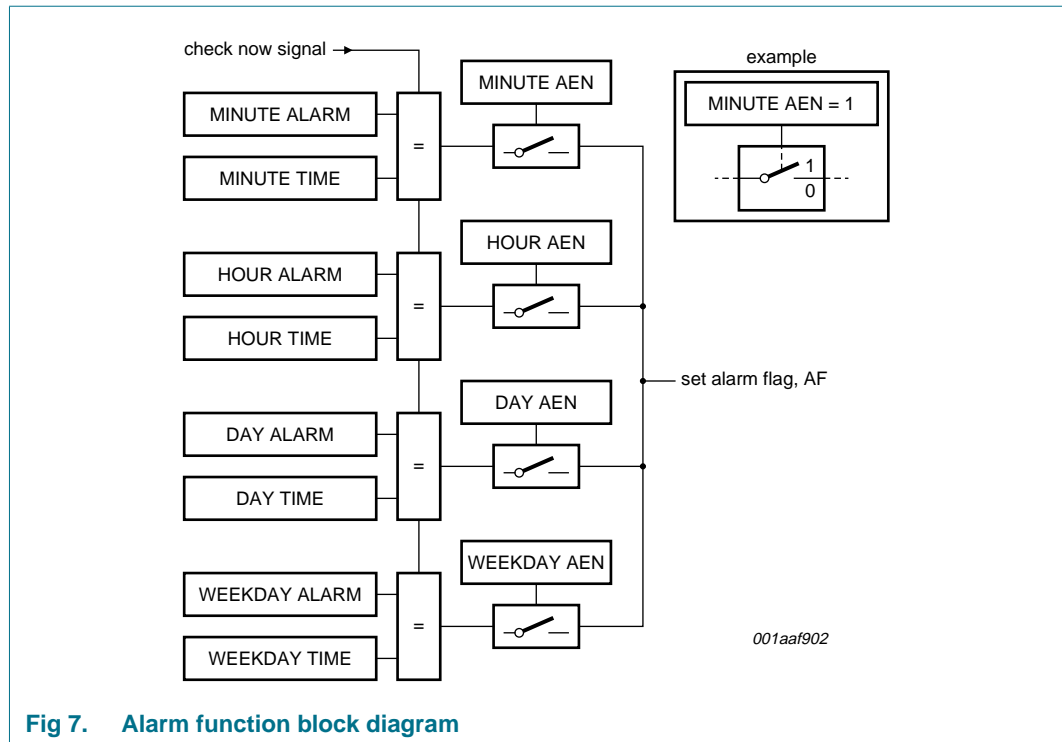 check now signal
example
MINUTE AEN
MINUTE AEN = 1
MINUTE ALARM
=
MINUTE TIME
1
0
HOUR AEN
HOUR ALARM
=
HOUR TIME
set alarm flag, AF
DAY AEN
DAY ALARM
=
DAY TIME
WEEKDAY AEN
WEEKDAY ALARM
=
WEEKDAY TIME
001aaf902
Fig 7. Alarm function block diagram